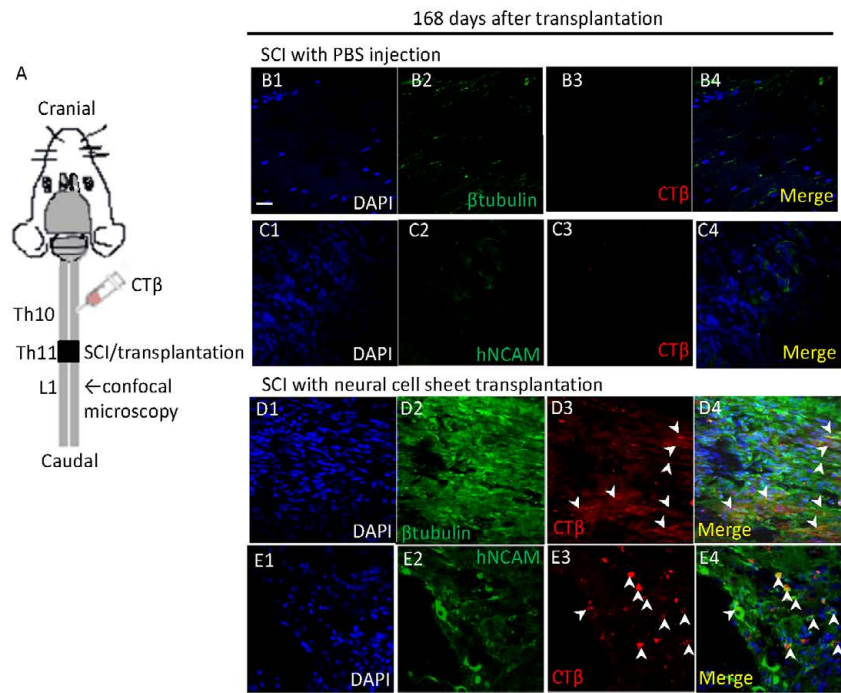 168 days after transplantation
SCI with PBS injection
A
Cranial
CTβ
Th10
Th11 SCI/transplantation
L1 ←confocal
microscopy
Caudal
B1 B2 B3 B4
DAPI βtubulin CTβ Merge
C1 C2 C3 C4
DAPI hNCAM CTβ Merge
SCI with neural cell sheet transplantation
D1 D2 D3 D4
DAPI βtubulin CTβ Merge
E1 E2 hNCAM E3 E4
DAPI CTβ Merge